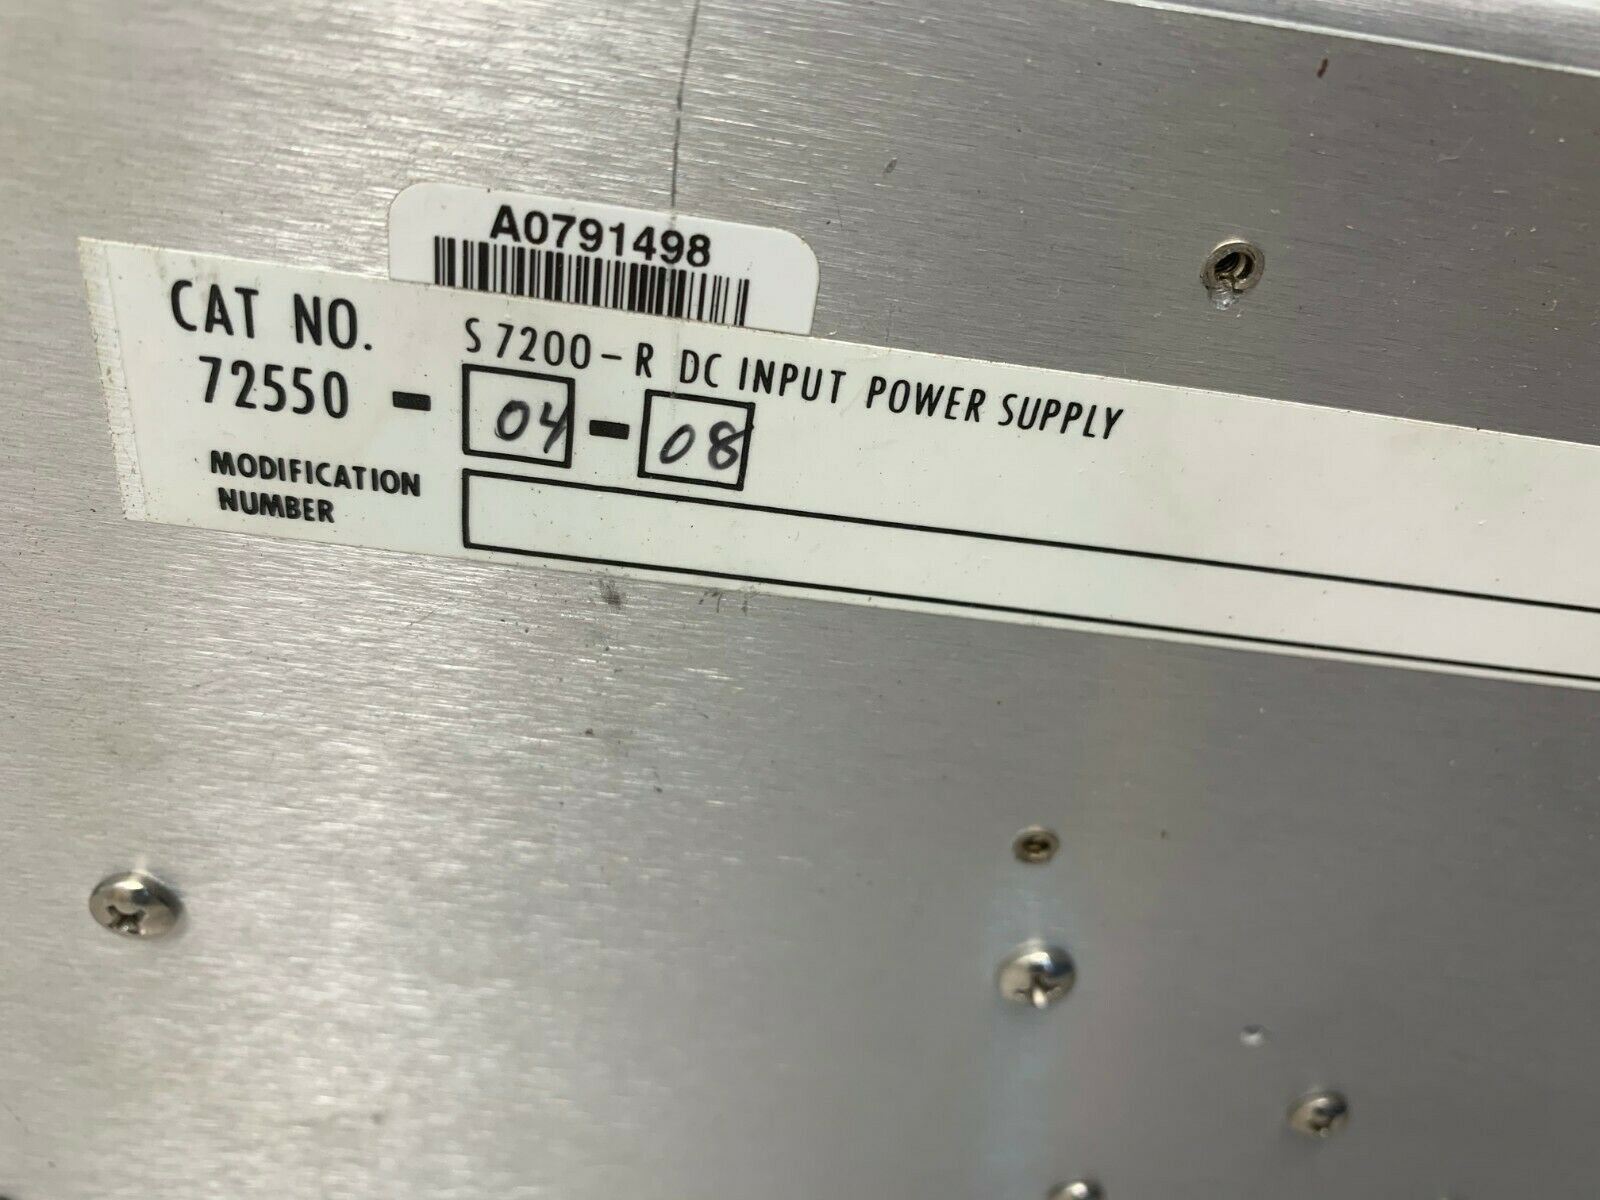 A0791498
CAT NO. S7200-R DC INPUT POWER SUPPLY
72550 - 04 - 08
MODIFICATION
NUMBER